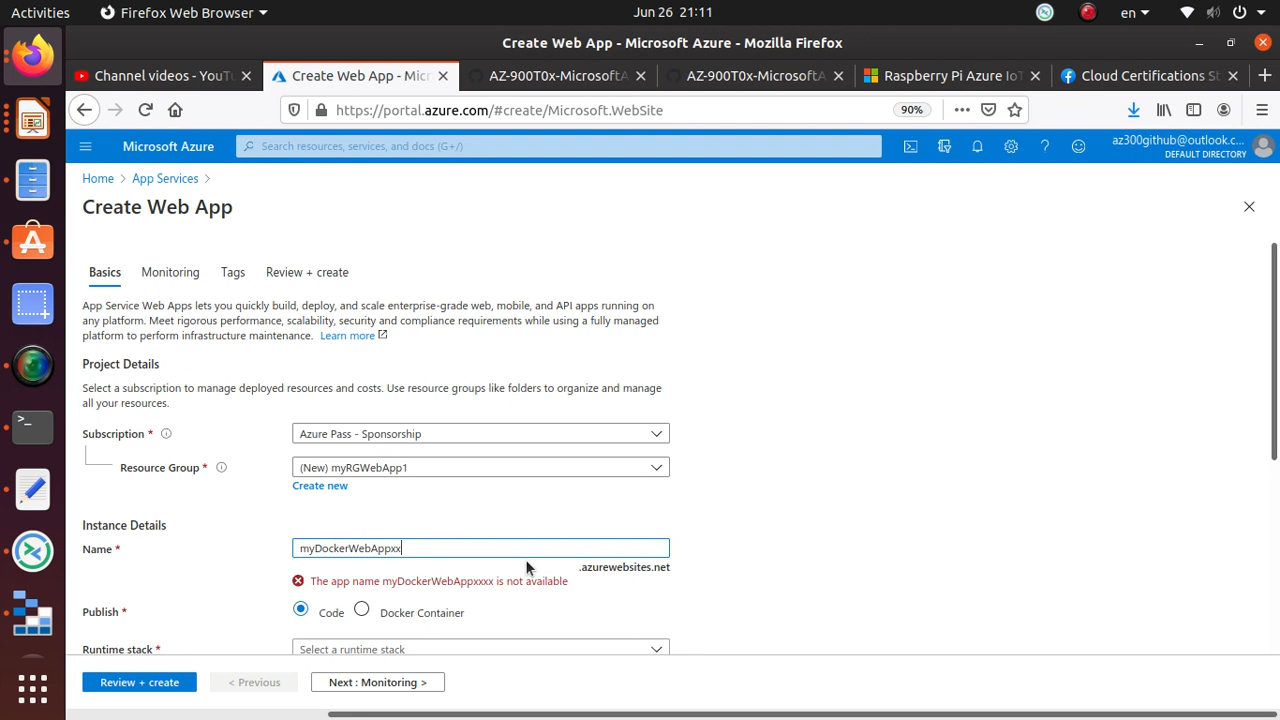 Activities
Firefox Web Browser
Jun 26 21:11
en
Create Web App - Microsoft Azure - Mozilla Firefox
Channel videos - YouTu
Create Web App - Micr
AZ-900T0x-MicrosoftA
AZ-900T0x-MicrosoftA
Raspberry Pi Azure IoT
Cloud Certifications St
https://portal.azure.com/#create/Microsoft.WebSite
90%
Microsoft Azure
Search resources, services, and docs (G+/)
az300github@outlook.c...
DEFAULT DIRECTORY
Home > App Services >
Create Web App
Basics Monitoring Tags Review + create
App Service Web Apps lets you quickly build, deploy, and scale enterprise-grade web, mobile, and API apps running on
any platform. Meet rigorous performance, scalability, security and compliance requirements while using a fully managed
platform to perform infrastructure maintenance. Learn more
Project Details
Select a subscription to manage deployed resources and costs. Use resource groups like folders to organize and manage
all your resources.
Subscription *
Azure Pass - Sponsorship
Resource Group *
(New) myRGWebApp1
Create new
Instance Details
Name *
myDockerWebAppxx
.azurewebsites.net
The app name myDockerWebAppxxxx is not available
Publish *
Code Docker Container
Runtime stack *
Select a runtime stack
Review + create
< Previous
Next : Monitoring >